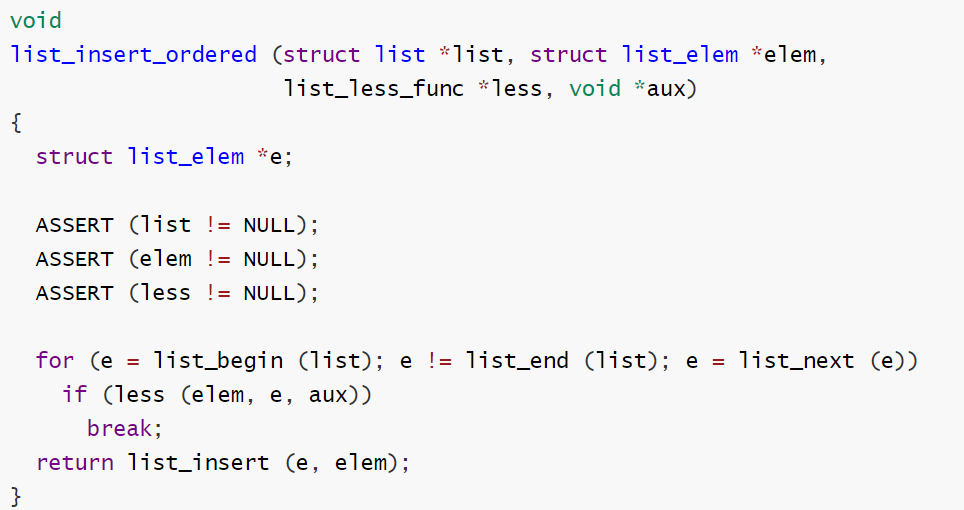 void
list_insert_ordered (struct list *list, struct list_elem *elem,
                     list_less_func *less, void *aux)
{
  struct list_elem *e;

  ASSERT (list != NULL);
  ASSERT (elem != NULL);
  ASSERT (less != NULL);

  for (e = list_begin (list); e != list_end (list); e = list_next (e))
    if (less (elem, e, aux))
      break;
  return list_insert (e, elem);
}